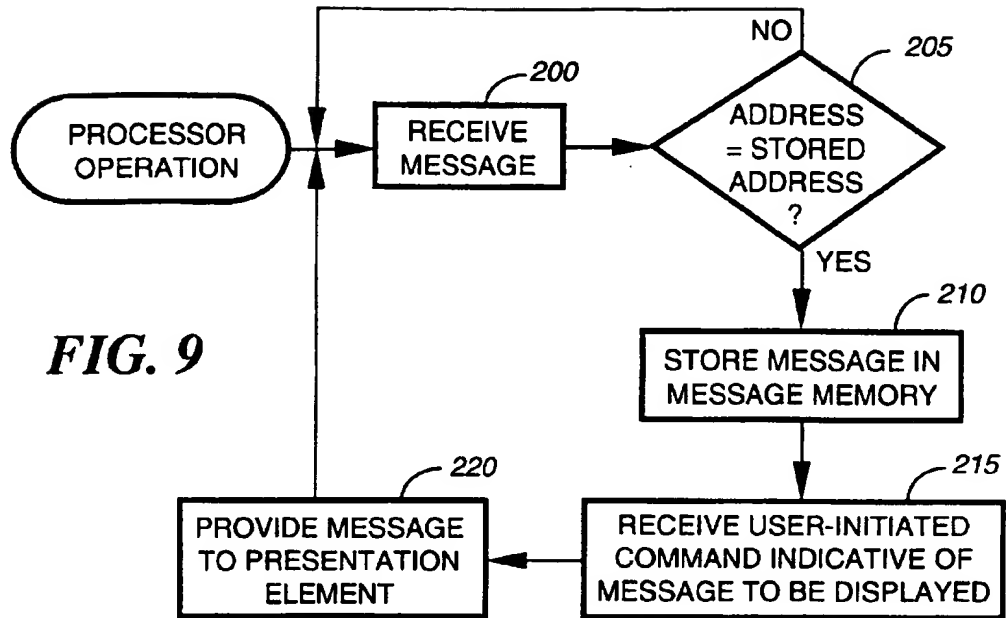 NO
205
200
PROCESSOR
OPERATION
RECEIVE
MESSAGE
ADDRESS
= STORED
ADDRESS
?
YES
210
FIG. 9
STORE MESSAGE IN
MESSAGE MEMORY
220
215
PROVIDE MESSAGE
TO PRESENTATION
ELEMENT
RECEIVE USER-INITIATED
COMMAND INDICATIVE OF
MESSAGE TO BE DISPLAYED